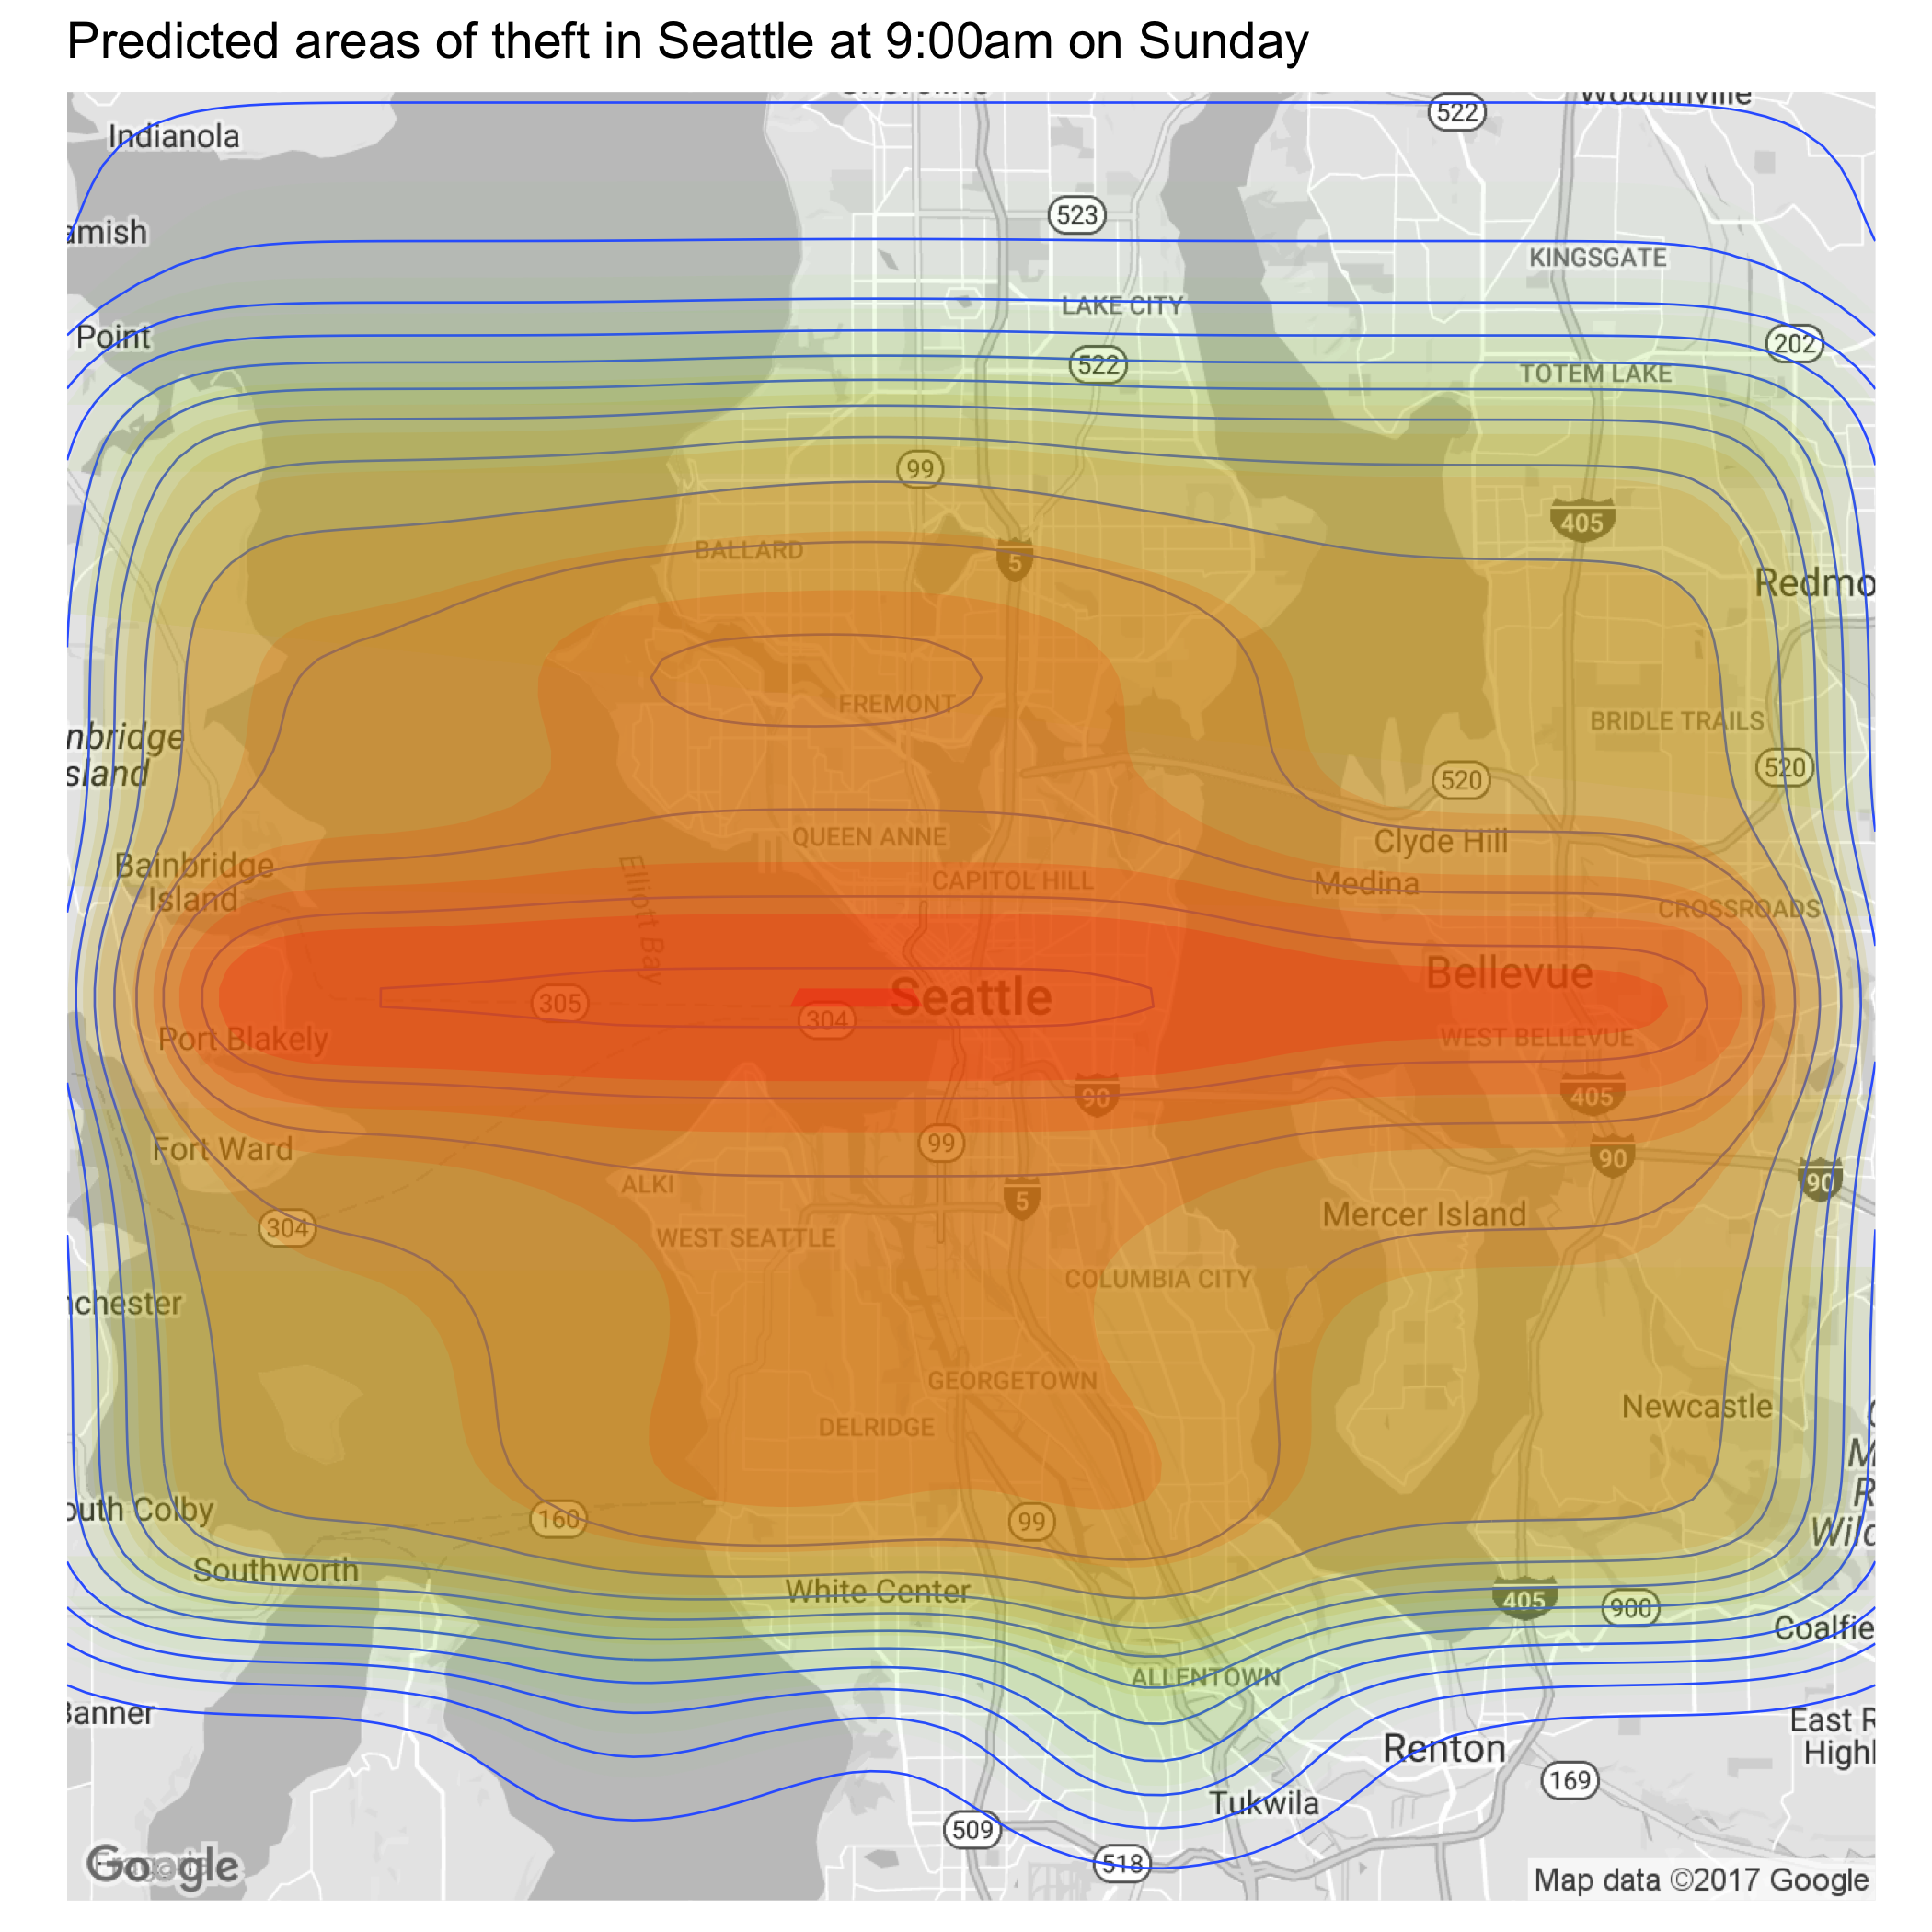 Predicted areas of theft in Seattle at 9:00am on Sunday
522
Indianola
523
amish
KINGSGATE
LAKE CITY
Point
202
522
TOTEM LAKE
99
405
BALLARD
5
Redmo
FREMONT
BRIDLE TRAILS
nbridge
sland
520
520
QUEEN ANNE
Clyde Hill
Bainbridge
Island
CAPITOL HILL
Medina
CROSSROADS
Elliott Bay
Bellevue
Seattle
305
304
Port Blakely
WEST BELLEVUE
90
405
99
Fort Ward
90
90
ALKI
5
304
WEST SEATTLE
Mercer Island
COLUMBIA CITY
nchester
GEORGETOWN
Newcastle
DELRIDGE
M
R
Wild
outh Colby
160
99
Southworth
White Center
405
900
Coalfie
ALLENTOWN
Banner
East R
Highl
Renton
169
Tukwila
509
518
Google
Map data ©2017 Google